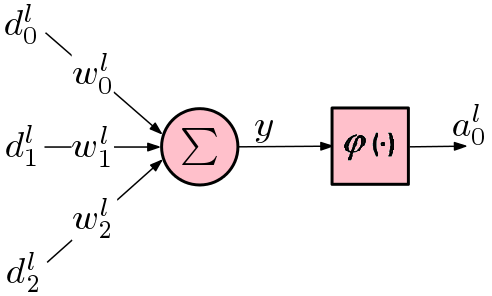 d_0^l
w_0^l
d_1^l w_1^l ∑ y φ(·) a_0^l
w_2^l
d_2^l